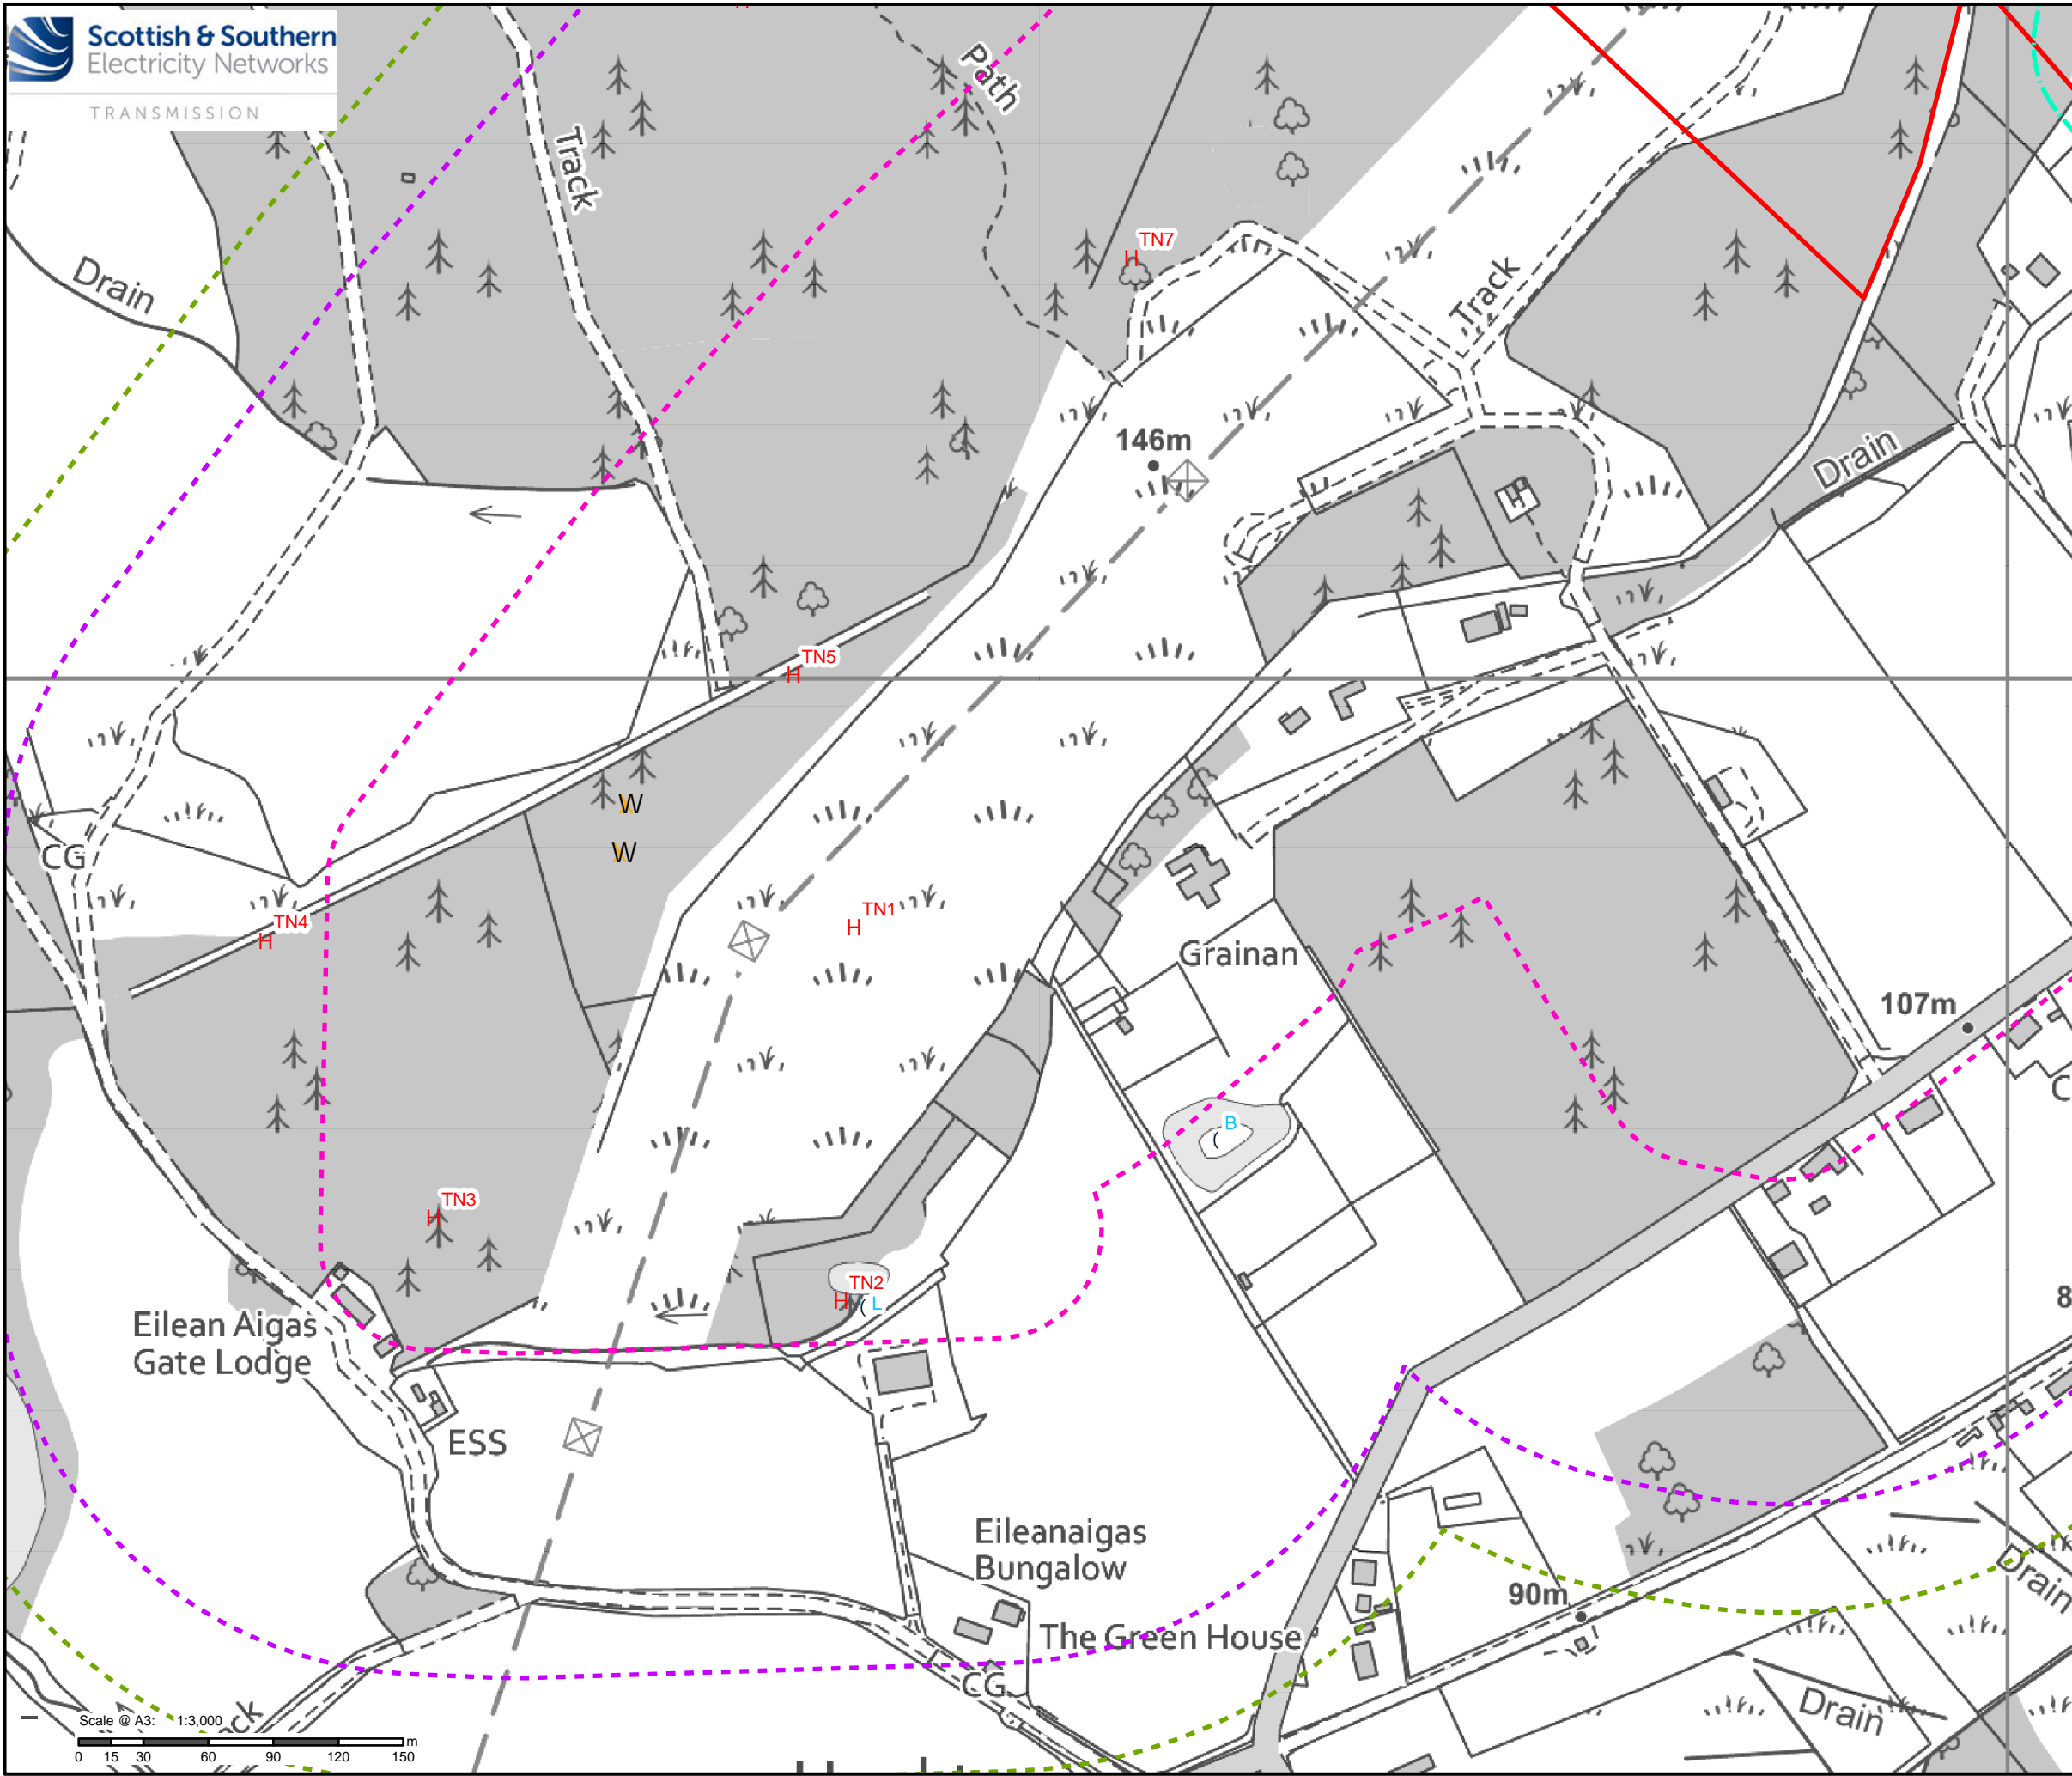 Scottish & Southern
Electricity Networks
TRANSMISSION
Path
Track
TN7
Drain
Track
146m
Drain
TN5
H
H
W
W
CG
TN1
H
TN4
H
Grainan
107m
B
TN3
H
TN2
H
L
Eilean Aigas
Gate Lodge
ESS
Eileanaigas
Bungalow
90m
Drain
The Green House
CG
Drain
Scale @ A3: 1:3,000
0 15 30 60 90 120 150 m